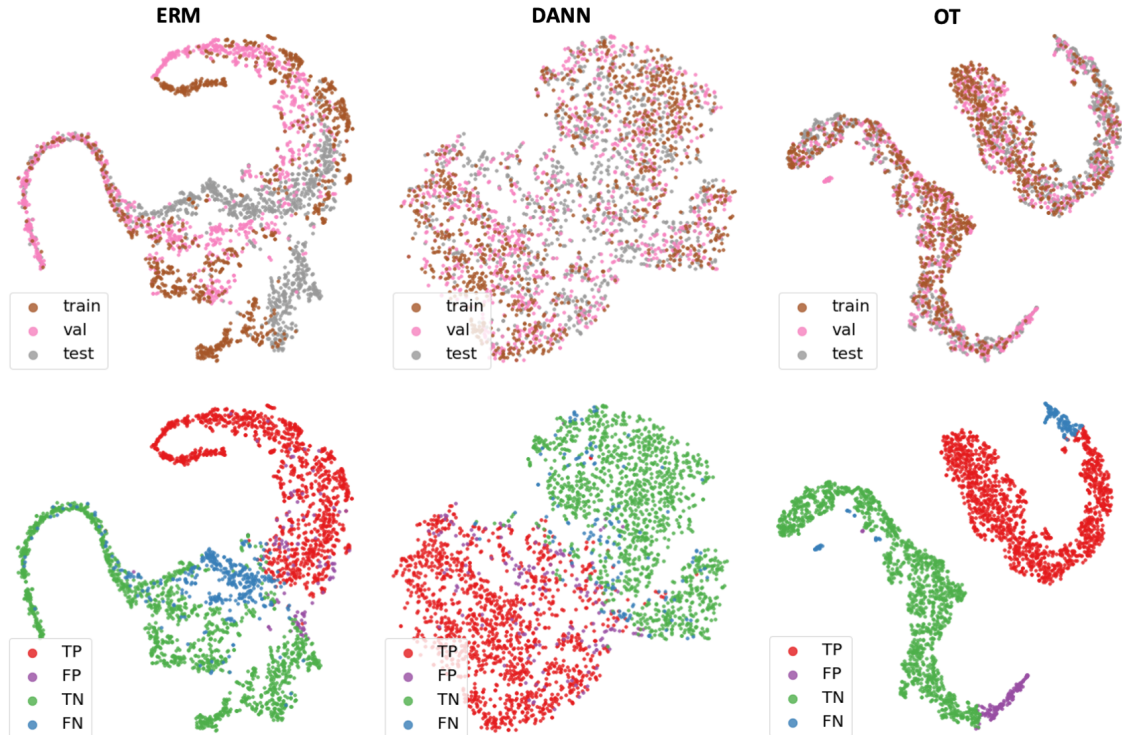 ERM
DANN
OT
train
val
test
train
val
test
train
val
test
TP
FP
TN
FN
TP
FP
TN
FN
TP
FP
TN
FN